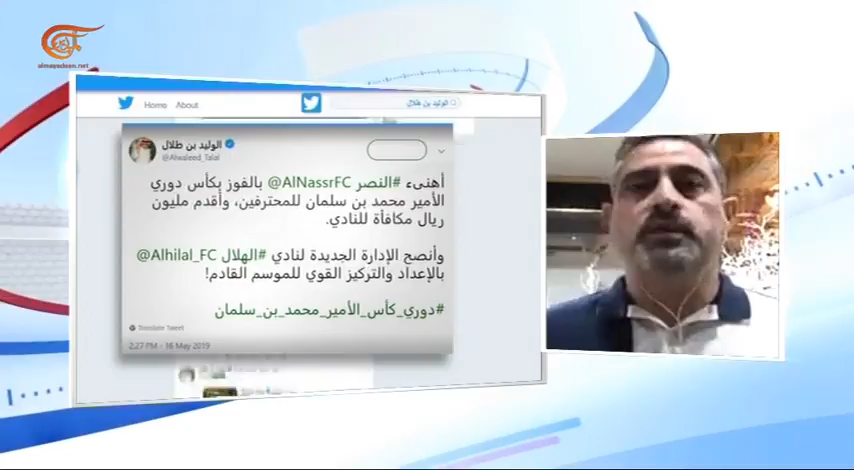 almayadeen.net
Home About
الوليد بن طلال
الوليد بن طلال
@Alwaleed_Talal
أهنىء #النصر @AlNassrFC بالفوز بكأس دوري
الأمير محمد بن سلمان للمحترفين، وأقدم مليون
ريال مكافأة للنادي.
وأنصح الإدارة الجديدة لنادي #الهلال @Alhilal_FC
بالإعداد والتركيز القوي للموسم القادم!
#دوري_كأس_الأمير_محمد_بن_سلمان
Translate Tweet
2:27 PM - 16 May 2019